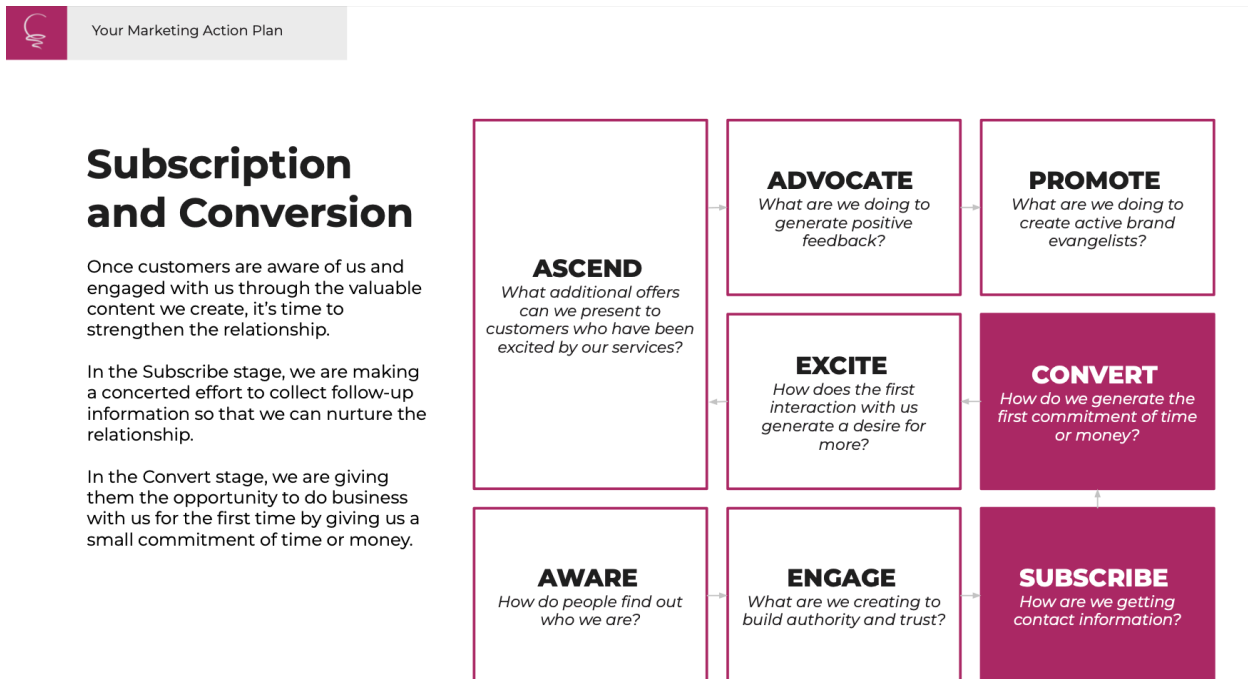 Your Marketing Action Plan
Subscription
and Conversion
Once customers are aware of us and
engaged with us through the valuable
content we create, it’s time to
strengthen the relationship.
In the Subscribe stage, we are making
a concerted effort to collect follow-up
information so that we can nurture the
relationship.
In the Convert stage, we are giving
them the opportunity to do business
with us for the first time by giving us a
small commitment of time or money.
ASCEND
What additional offers
can we present to
customers who have been
excited by our services?
ADVOCATE
What are we doing to
generate positive
feedback?
PROMOTE
What are we doing to
create active brand
evangelists?
EXCITE
How does the first
interaction with us
generate a desire for
more?
CONVERT
How do we generate the
first commitment of time
or money?
AWARE
How do people find out
who we are?
ENGAGE
What are we creating to
build authority and trust?
SUBSCRIBE
How are we getting
contact information?